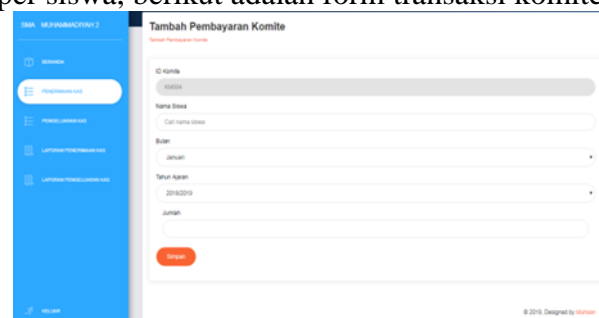 per siswa, berikut adalah form transaksi komite
SMA MUHAMMADIYAH 2
BERANDA
PENERIMAAN KAS
PENGELUARAN KAS
LAPORAN PENERIMAAN KAS
LAPORAN PENGELUARAN KAS
KELUAR
Tambah Pembayaran Komite
Tambah Pembayaran Komite
ID Komite
KM004
Nama Siswa
Cari nama siswa
Bulan
Januari
Tahun Ajaran
2018/2019
Jumlah
Simpan
© 2019, Designed by